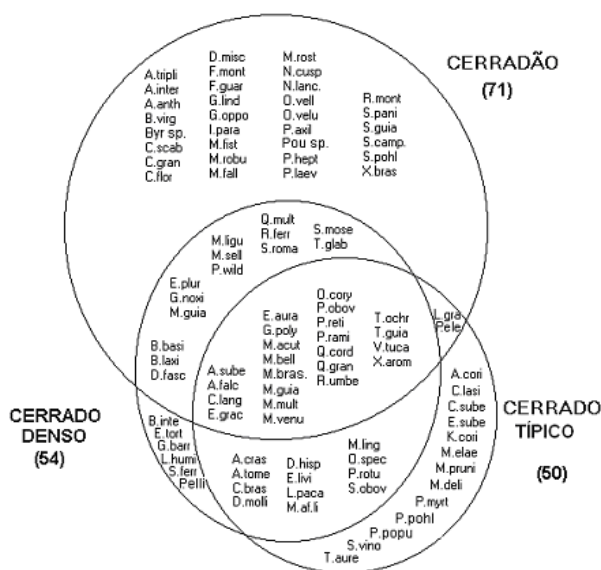 CERRADÃO
(71)
A.tripli
A.inter
A.anth
B.virg
Byr sp.
C.scab
C.gran
C.flor
D.misc
F.mont
F.guar
G.lind
G.oppo
I.para
M.fist
M.robu
M.fall
M.rost
N.cusp
N.lanc.
O.vell
O.velu
P.axil
Pou sp.
P.hept
P.laev
R.mont
S.pani
S.guia
S.camp.
S.pohl
X.bras
Q.mult
R.ferr
S.roma
S.mose
T.glab
M.ligu
M.sell
P.wild
E.plur
G.noxi
M.guia
B.basi
B.laxi
D.fasc
A.sube
A.falc
C.lang
E.grac
E.aura
G.poly
M.acut
M.bell
M.bras.
M.guia
M.mult
M.venu
O.cory
P.obov
P.reti
P.rami
Q.cord
Q.gran
R.umbe
T.ochr
T.guia
V.tuca
X.arom
L.gra
Pele
CERRADO
DENSO
(54)
B.inte
E.tort
G.barr
L.humi
S.ferr
Pelli
A.cras
A.tome
C.bras
D.molli
D.hisp
E.livi
L.paca
M.af.li
M.ling
O.spec
P.rotu
S.obov
CERRADO
TÍPICO
(50)
A.cori
C.lasi
C.sube
E.sube
K.cori
M.elae
M.pruni
M.deli
P.myrt
P.pohl
P.popu
S.vino
T.aure